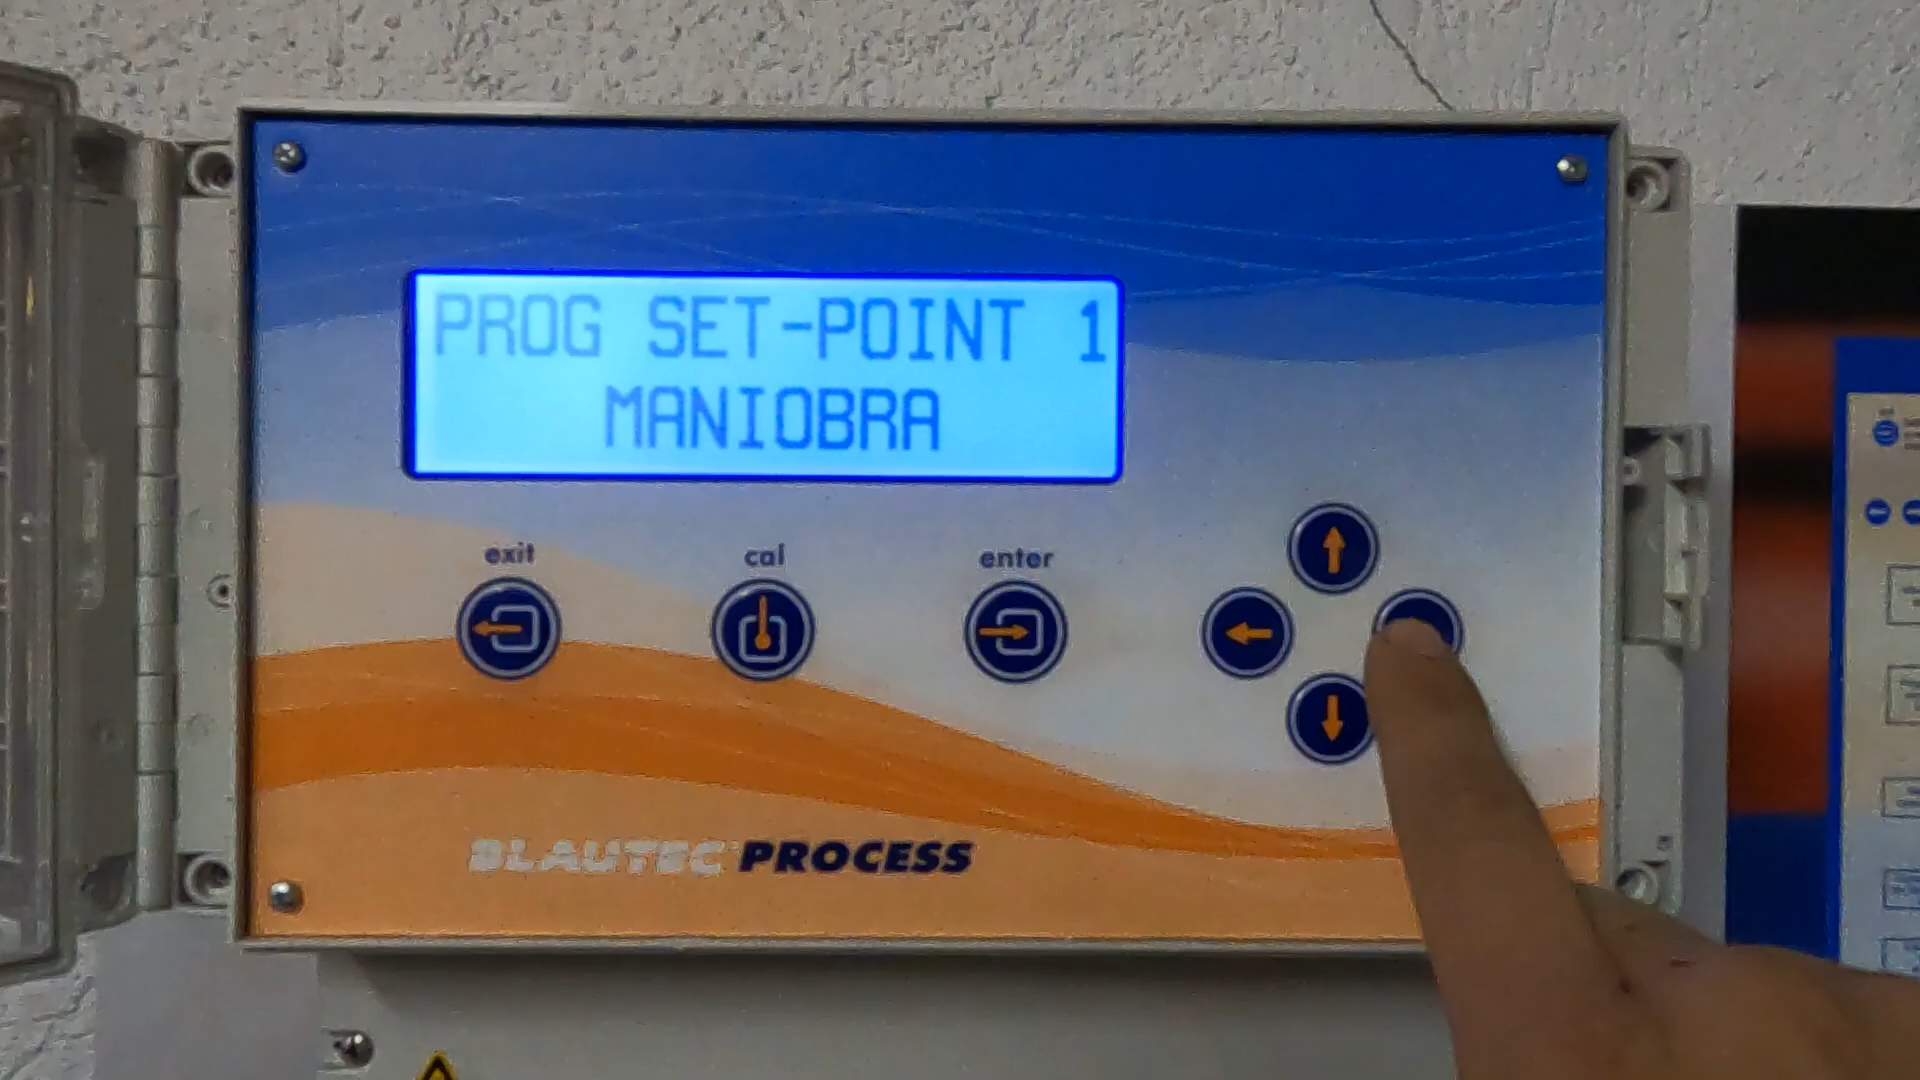 PROG SET-POINT 1
MANIOBRA
exit cal enter
BLAUTEC PROCESS